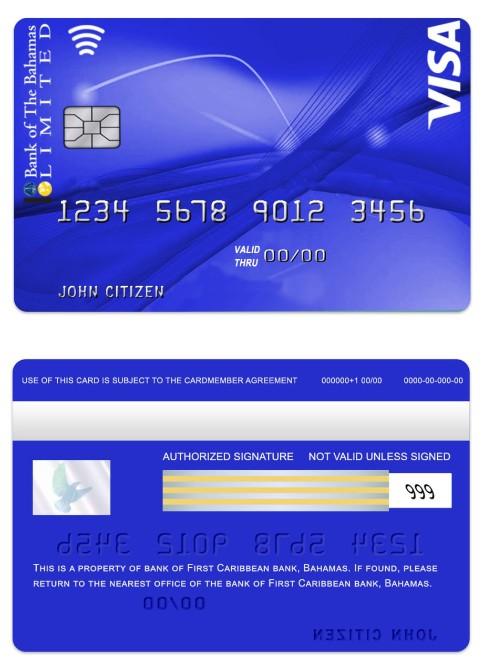 Bank of The Bahamas
LIMITED
VISA
1234 5678 9012 3456
VALID
THRU 00/00
JOHN CITIZEN
USE OF THIS CARD IS SUBJECT TO THE CARDMEMBER AGREEMENT 000000+1 00/00 0000-00-000-00
AUTHORIZED SIGNATURE NOT VALID UNLESS SIGNED
999
1234 5678 9012 3456
THIS IS A PROPERTY OF BANK OF FIRST CARIBBEAN BANK, BAHAMAS. IF FOUND, PLEASE
RETURN TO THE NEAREST OFFICE OF THE BANK OF FIRST CARIBBEAN BANK, BAHAMAS.
00/00
JOHN CITIZEN